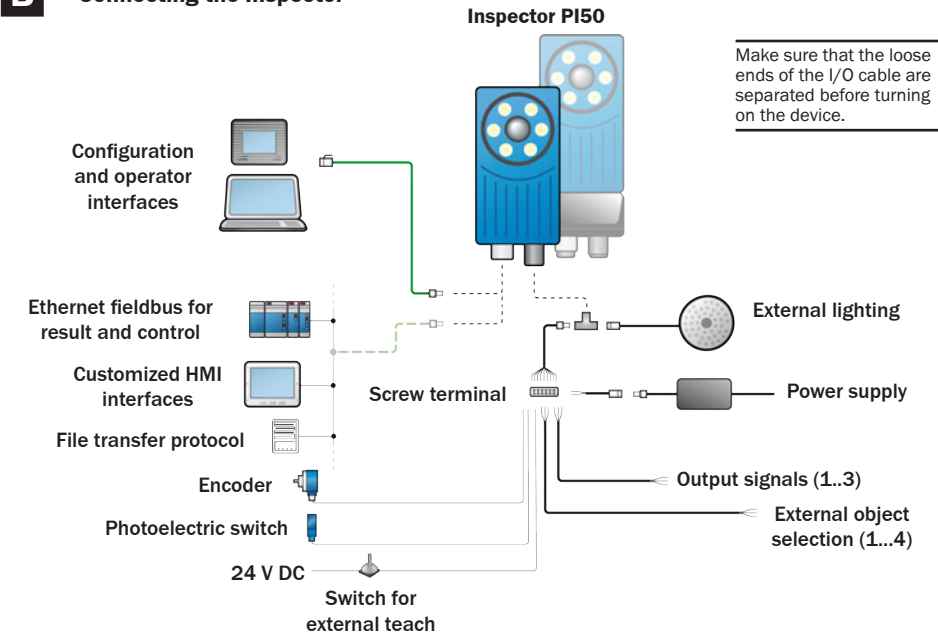 B Connecting the Inspector
Inspector PI50
Make sure that the loose
ends of the I/O cable are
separated before turning
on the device.
Configuration
and operator
interfaces
Ethernet fieldbus for
result and control
External lighting
Customized HMI
interfaces
Screw terminal
Power supply
File transfer protocol
Encoder
Output signals (1..3)
Photoelectric switch
External object
selection (1...4)
24 V DC
Switch for
external teach